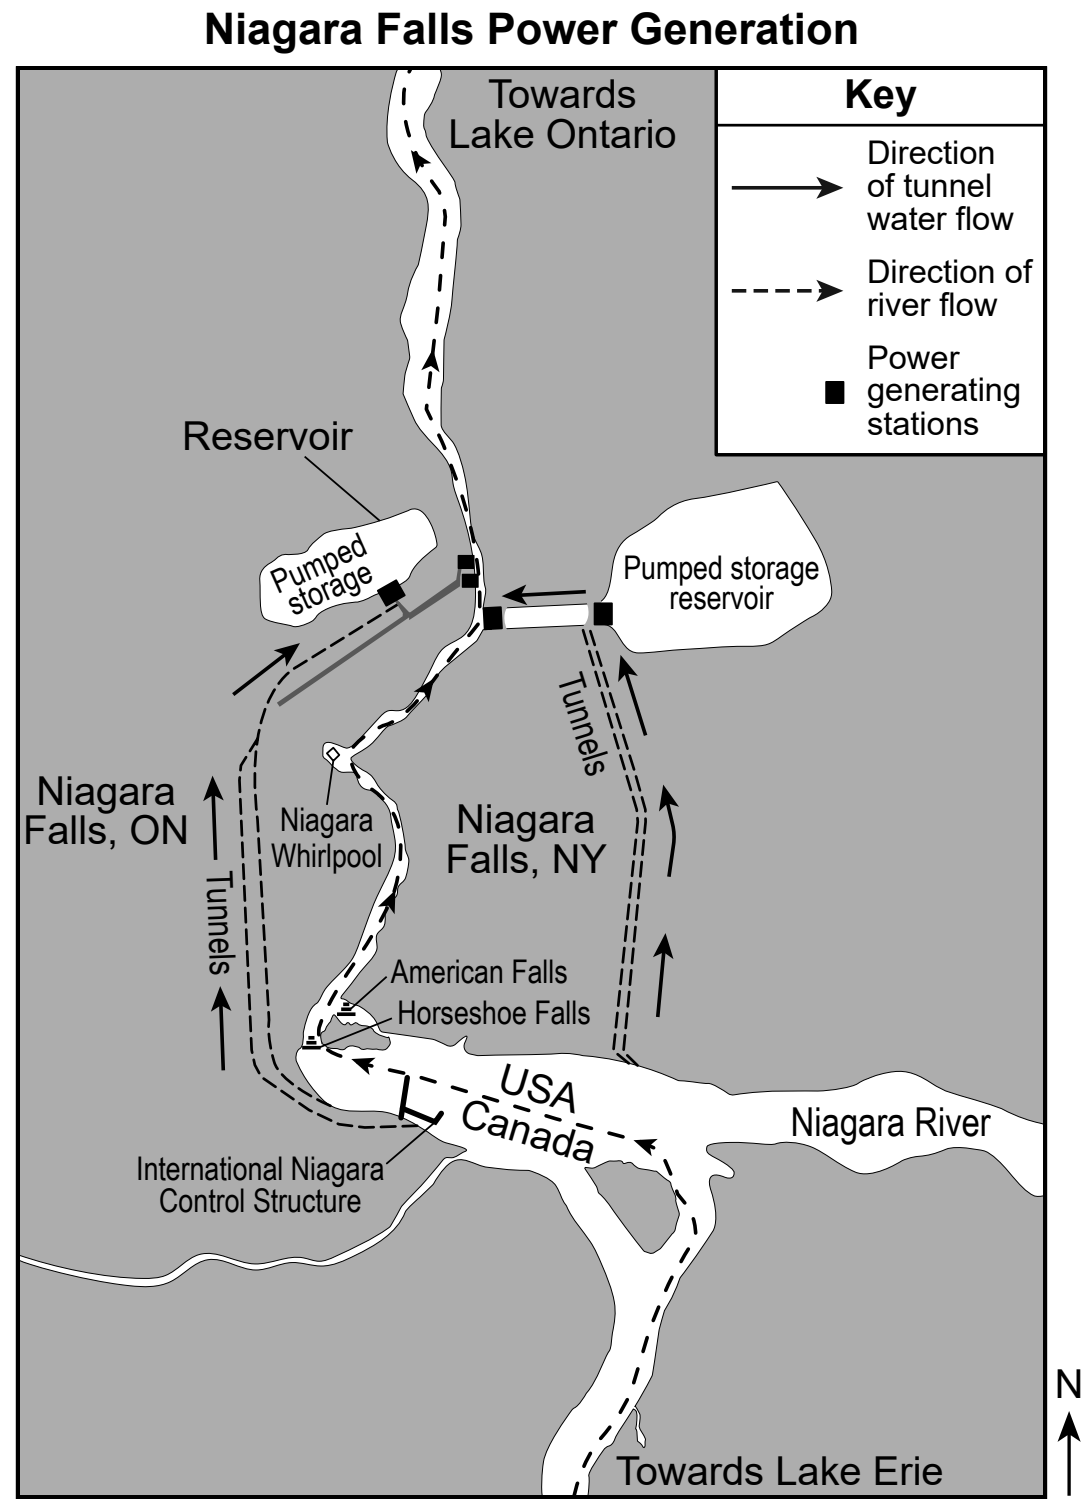 Niagara Falls Power Generation
Towards
Lake Ontario
Key
Direction
of tunnel
water flow
Direction of
river flow
Power
generating
stations
Reservoir
Pumped
storage
Pumped storage
reservoir
Tunnels
Niagara
Falls, ON
Niagara
Whirlpool
Niagara
Falls, NY
Tunnels
American Falls
Horseshoe Falls
USA
Canada
Niagara River
International Niagara
Control Structure
N
Towards Lake Erie